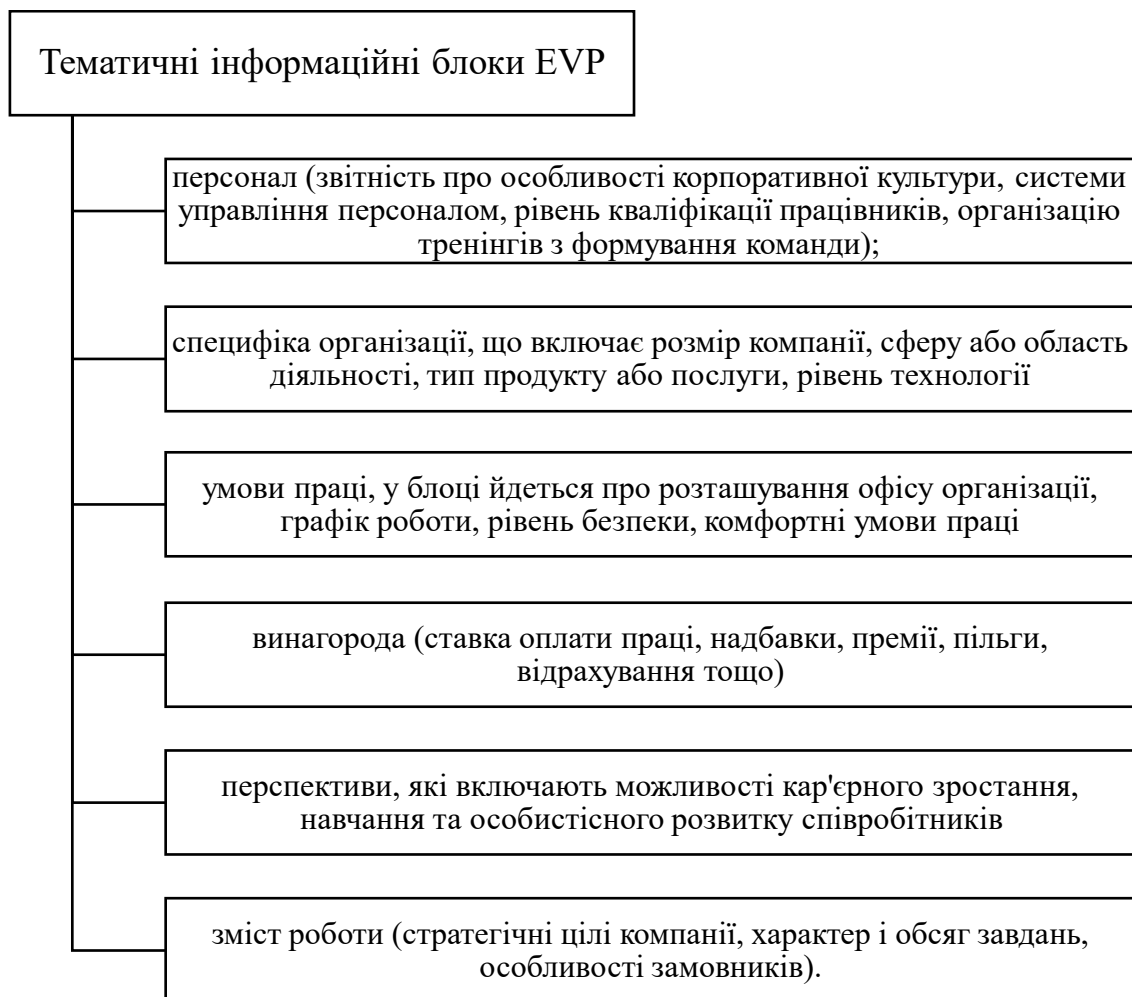 Тематичні інформаційні блоки EVP
персонал (звітність про особливості корпоративної культури, системи
управління персоналом, рівень кваліфікації працівників, організацію
тренінгів з формування команди);
специфіка організації, що включає розмір компанії, сферу або область
діяльності, тип продукту або послуги, рівень технології
умови праці, у блоці йдеться про розташування офісу організації,
графік роботи, рівень безпеки, комфортні умови праці
винагорода (ставка оплати праці, надбавки, премії, пільги,
відрахування тощо)
перспективи, які включають можливості кар'єрного зростання,
навчання та особистісного розвитку співробітників
зміст роботи (стратегічні цілі компанії, характер і обсяг завдань,
особливості замовників).